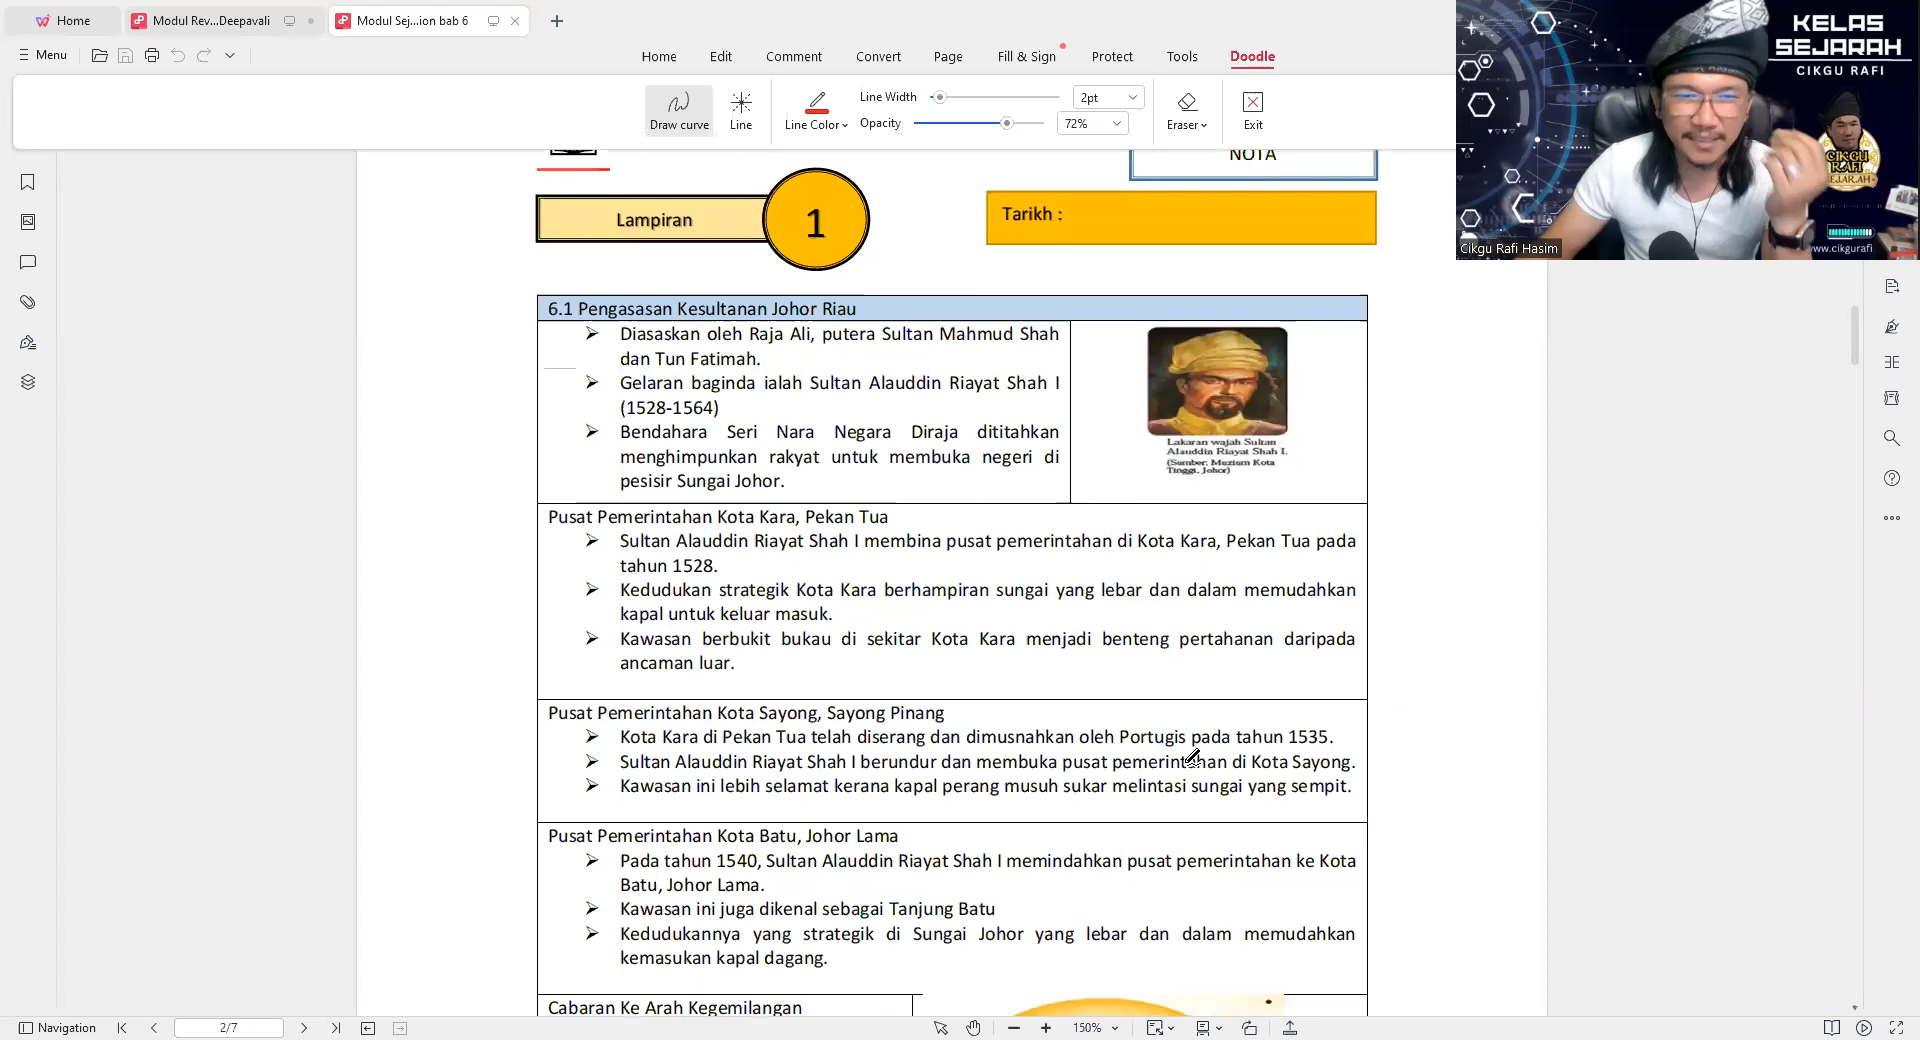 Home
Modul Rev...Deepavali
Modul Sej...ion bab 6
Menu
Home
Edit
Comment
Convert
Page
Fill & Sign
Protect
Tools
Doodle
Draw curve
Line
Line Color
Line Width
2pt
Opacity
72%
Eraser
Exit
KELAS
SEJARAH
CIKGU RAFI
CIKGU
RAFI
SEJARAH
www.cikgurafi
Cikgu Rafi Hasim
NOTA
Lampiran
1
Tarikh :
6.1 Pengasasan Kesultanan Johor Riau
Diasaskan oleh Raja Ali, putera Sultan Mahmud Shah
dan Tun Fatimah.
Gelaran baginda ialah Sultan Alauddin Riayat Shah I
(1528-1564)
Bendahara Seri Nara Negara Diraja dititahkan
menghimpunkan rakyat untuk membuka negeri di
pesisir Sungai Johor.
Lakaran wajah Sultan
Alauddin Riayat Shah I.
(Sumber: Muzium Kota
Tinggi, Johor)
Pusat Pemerintahan Kota Kara, Pekan Tua
Sultan Alauddin Riayat Shah I membina pusat pemerintahan di Kota Kara, Pekan Tua pada
tahun 1528.
Kedudukan strategik Kota Kara berhampiran sungai yang lebar dan dalam memudahkan
kapal untuk keluar masuk.
Kawasan berbukit bukau di sekitar Kota Kara menjadi benteng pertahanan daripada
ancaman luar.
Pusat Pemerintahan Kota Sayong, Sayong Pinang
Kota Kara di Pekan Tua telah diserang dan dimusnahkan oleh Portugis pada tahun 1535.
Sultan Alauddin Riayat Shah I berundur dan membuka pusat pemerintahan di Kota Sayong.
Kawasan ini lebih selamat kerana kapal perang musuh sukar melintasi sungai yang sempit.
Pusat Pemerintahan Kota Batu, Johor Lama
Pada tahun 1540, Sultan Alauddin Riayat Shah I memindahkan pusat pemerintahan ke Kota
Batu, Johor Lama.
Kawasan ini juga dikenal sebagai Tanjung Batu
Kedudukannya yang strategik di Sungai Johor yang lebar dan dalam memudahkan
kemasukan kapal dagang.
Cabaran Ke Arah Kegemilangan
Navigation
2/7
150%